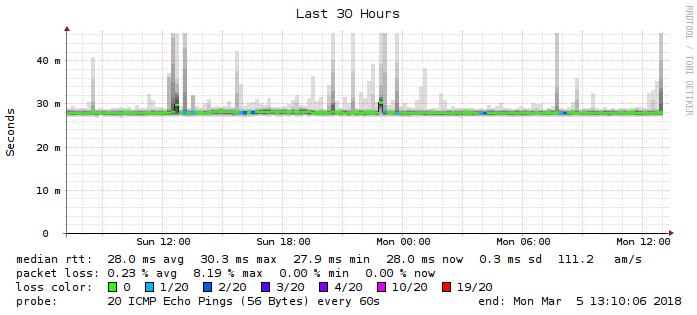 Last 30 Hours
RRDTOOL / TOBI OETIKER
Seconds
40 m
30 m
20 m
10 m
0
Sun 12:00 Sun 18:00 Mon 00:00 Mon 06:00 Mon 12:00
median rtt: 28.0 ms avg 30.3 ms max 27.9 ms min 28.0 ms now 0.3 ms sd 111.2 am/s
packet loss: 0.23 % avg 8.19 % max 0.00 % min 0.00 % now
loss color: 0 1/20 2/20 3/20 4/20 10/20 19/20
probe: 20 ICMP Echo Pings (56 Bytes) every 60s end: Mon Mar 5 13:10:06 2018